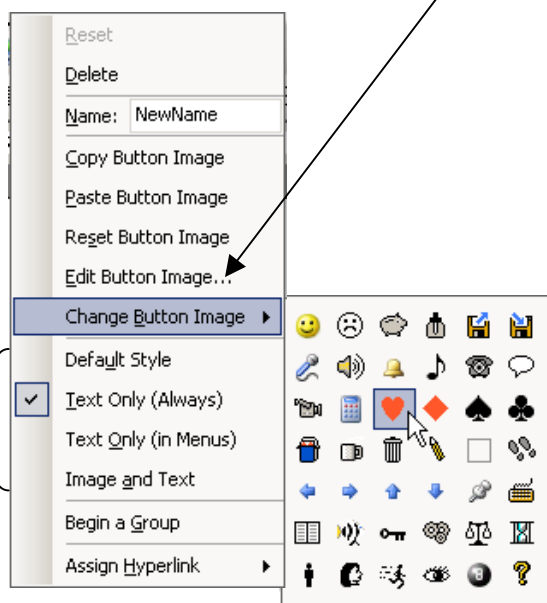 Reset
Delete
Name: NewName
Copy Button Image
Paste Button Image
Reset Button Image
Edit Button Image...
Change Button Image
Default Style
Text Only (Always)
Text Only (in Menus)
Image and Text
Begin a Group
Assign Hyperlink